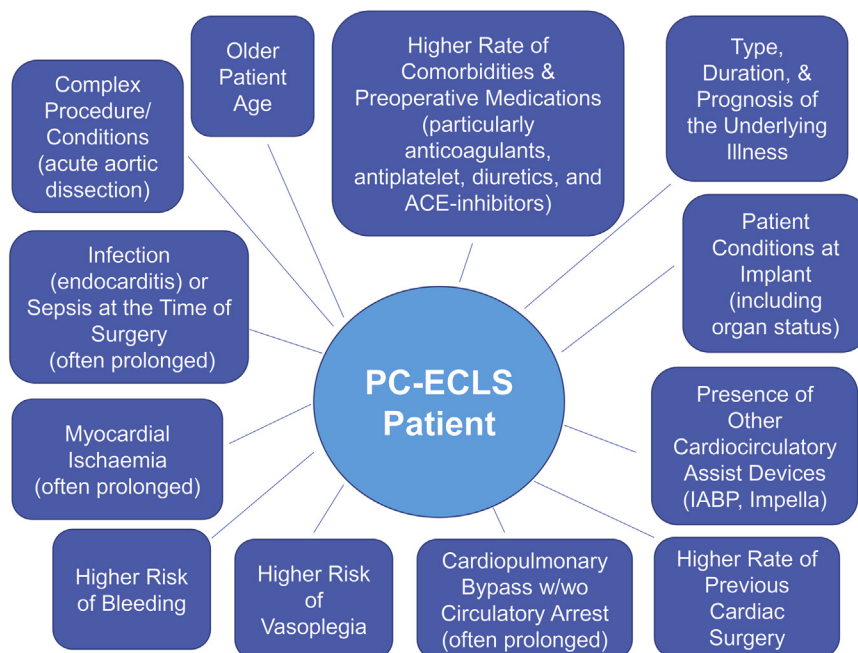 Older
Patient
Age
Higher Rate of
Comorbidities &
Preoperative Medications
(particularly
anticoagulants,
antiplatelet, diuretics, and
ACE-inhibitors)
Type,
Duration, &
Prognosis of
the Underlying
Illness
Complex
Procedure/
Conditions
(acute aortic
dissection)
Patient
Conditions at
Implant
(including
organ status)
Infection
(endocarditis) or
Sepsis at the Time of
Surgery
(often prolonged)
PC-ECLS
Patient
Presence of
Other
Cardiocirculatory
Assist Devices
(IABP, Impella)
Myocardial
Ischaemia
(often prolonged)
Higher Risk
of Bleeding
Higher Risk
of
Vasoplegia
Cardiopulmonary
Bypass w/wo
Circulatory Arrest
(often prolonged)
Higher Rate of
Previous
Cardiac
Surgery